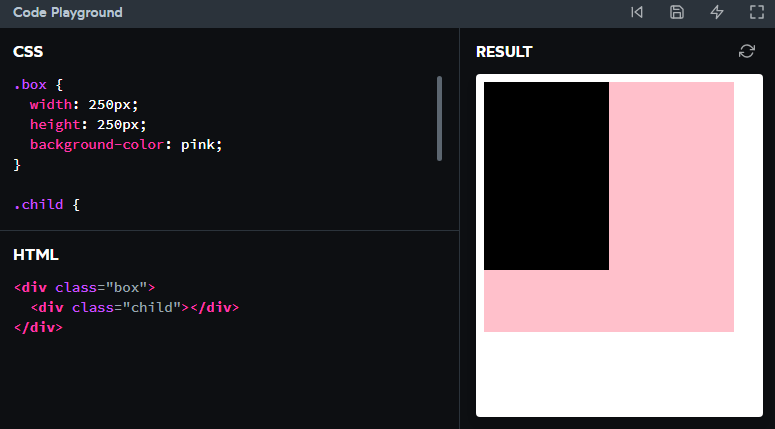 Code Playground
CSS
.box {
  width: 250px;
  height: 250px;
  background-color: pink;
}
.child {
HTML
<div class="box">
  <div class="child"></div>
</div>
RESULT